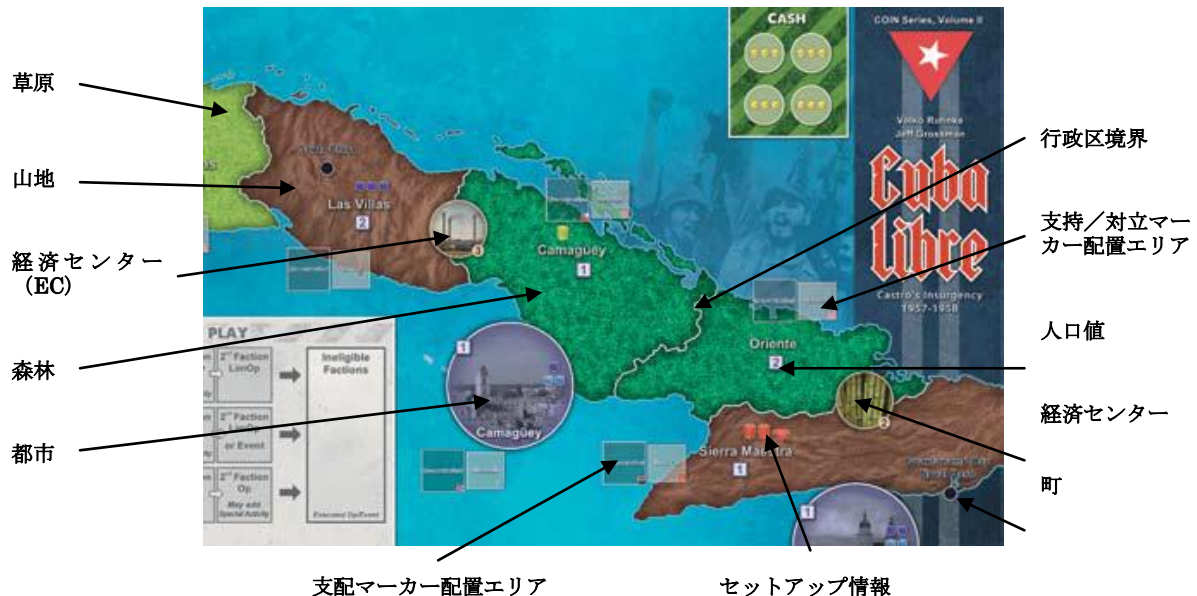 草原
山地
経済センター
(EC)
森林
都市
CASH
COIN Series, Volume II
Volko Ruhnke
Jeff Grossman
Cuba
Libre
Castro's Insurgency
1957-1958
行政区境界
支持/対立マー
カー配置エリア
人口値
経済センター
町
Las Villas
2
3
Camagüey
1
Oriente
2
2
Sierra Maestra
1
1
Camagüey
1
PLAY
2nd Faction
LimOp
Ineligible
Factions
2nd Faction
LimOp
or Event
2nd Faction
Op
May add
Special Activity
Executed Op/Event
支配マーカー配置エリア
セットアップ情報